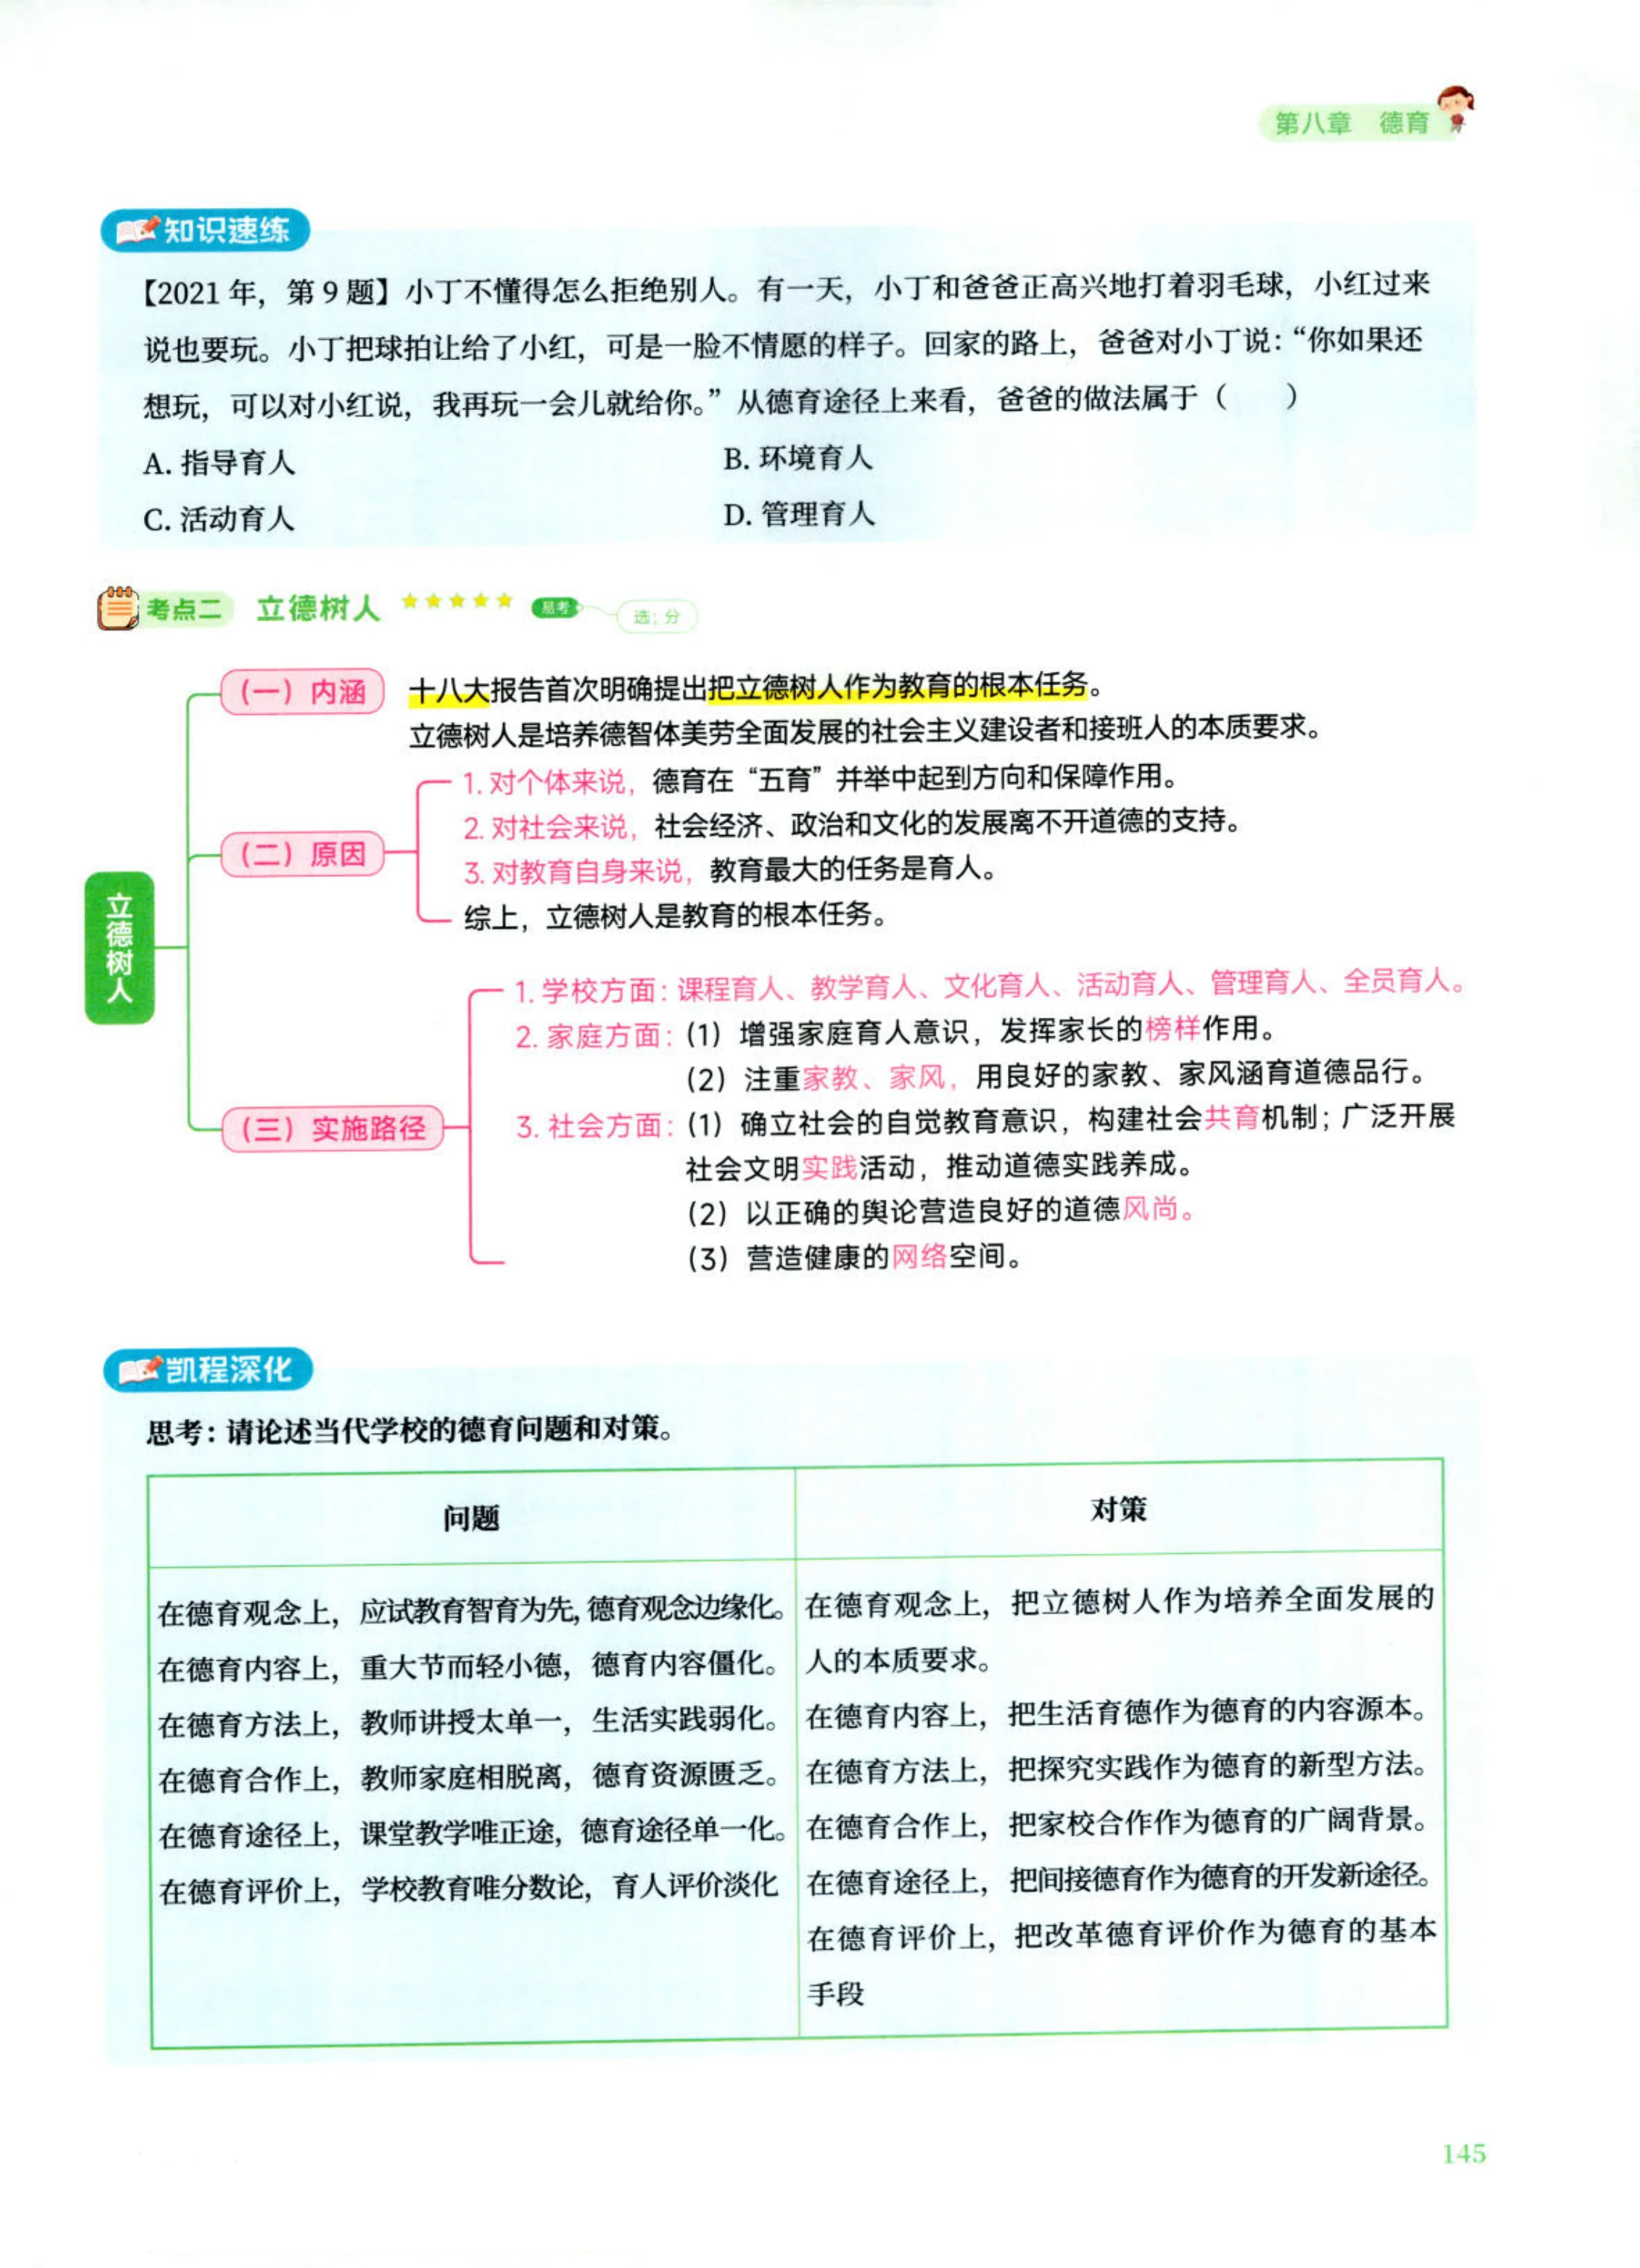 第八章 德育
知识速练
【2021 年，第 9 题】小丁不懂得怎么拒绝别人。有一天，小丁和爸爸正高兴地打着羽毛球，小红过来
说也要玩。小丁把球拍让给了小红，可是一脸不情愿的样子。回家的路上，爸爸对小丁说：“你如果还
想玩，可以对小红说，我再玩一会儿就给你。”从德育途径上来看，爸爸的做法属于（　　）
A. 指导育人
B. 环境育人
C. 活动育人
D. 管理育人
考点二 立德树人 ★★★★★ 易考 选；分
立德树人
（一）内涵
十八大报告首次明确提出把立德树人作为教育的根本任务。
立德树人是培养德智体美劳全面发展的社会主义建设者和接班人的本质要求。
（二）原因
1. 对个体来说，德育在“五育”并举中起到方向和保障作用。
2. 对社会来说，社会经济、政治和文化的发展离不开道德的支持。
3. 对教育自身来说，教育最大的任务是育人。
综上，立德树人是教育的根本任务。
（三）实施路径
1. 学校方面：课程育人、教学育人、文化育人、活动育人、管理育人、全员育人。
2. 家庭方面：（1）增强家庭育人意识，发挥家长的榜样作用。
（2）注重家教、家风，用良好的家教、家风涵育道德品行。
3. 社会方面：（1）确立社会的自觉教育意识，构建社会共育机制；广泛开展
社会文明实践活动，推动道德实践养成。
（2）以正确的舆论营造良好的道德风尚。
（3）营造健康的网络空间。
凯程深化
思考：请论述当代学校的德育问题和对策。
问题
对策
在德育观念上，应试教育智育为先，德育观念边缘化。
在德育内容上，重大节而轻小德，德育内容僵化。
在德育方法上，教师讲授太单一，生活实践弱化。
在德育合作上，教师家庭相脱离，德育资源匮乏。
在德育途径上，课堂教学唯正途，德育途径单一化。
在德育评价上，学校教育唯分数论，育人评价淡化
在德育观念上，把立德树人作为培养全面发展的
人的本质要求。
在德育内容上，把生活育德作为德育的内容源本。
在德育方法上，把探究实践作为德育的新型方法。
在德育合作上，把家校合作作为德育的广阔背景。
在德育途径上，把间接德育作为德育的开发新途径。
在德育评价上，把改革德育评价作为德育的基本
手段
145